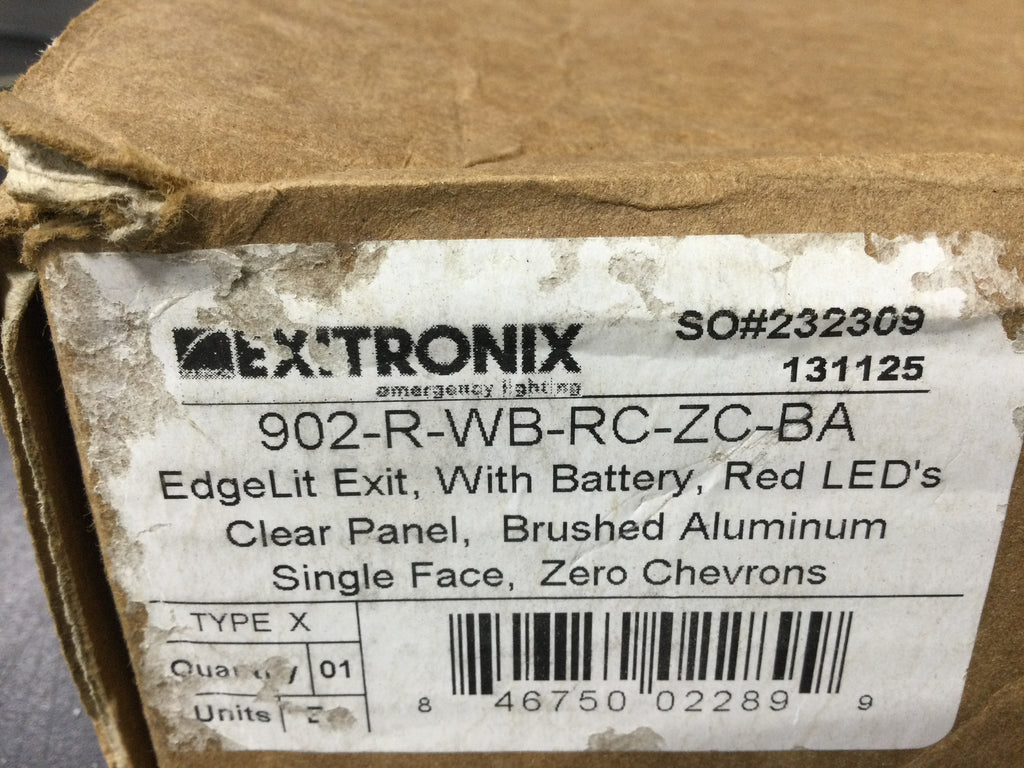 EXITRONIX
emergency lighting
SO#232309
131125
902-R-WB-RC-ZC-BA
EdgeLit Exit, With Battery, Red LED's
Clear Panel, Brushed Aluminum
Single Face, Zero Chevrons
TYPE X
Quantity 01
Units
8 46750 02289 9